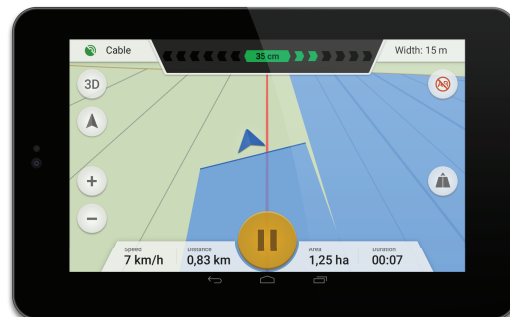 Cable
35 cm
Width: 15 m
3D
AB
+
−
Speed Distance Area Duration
7 km/h 0,83 km 1,25 ha 00:07